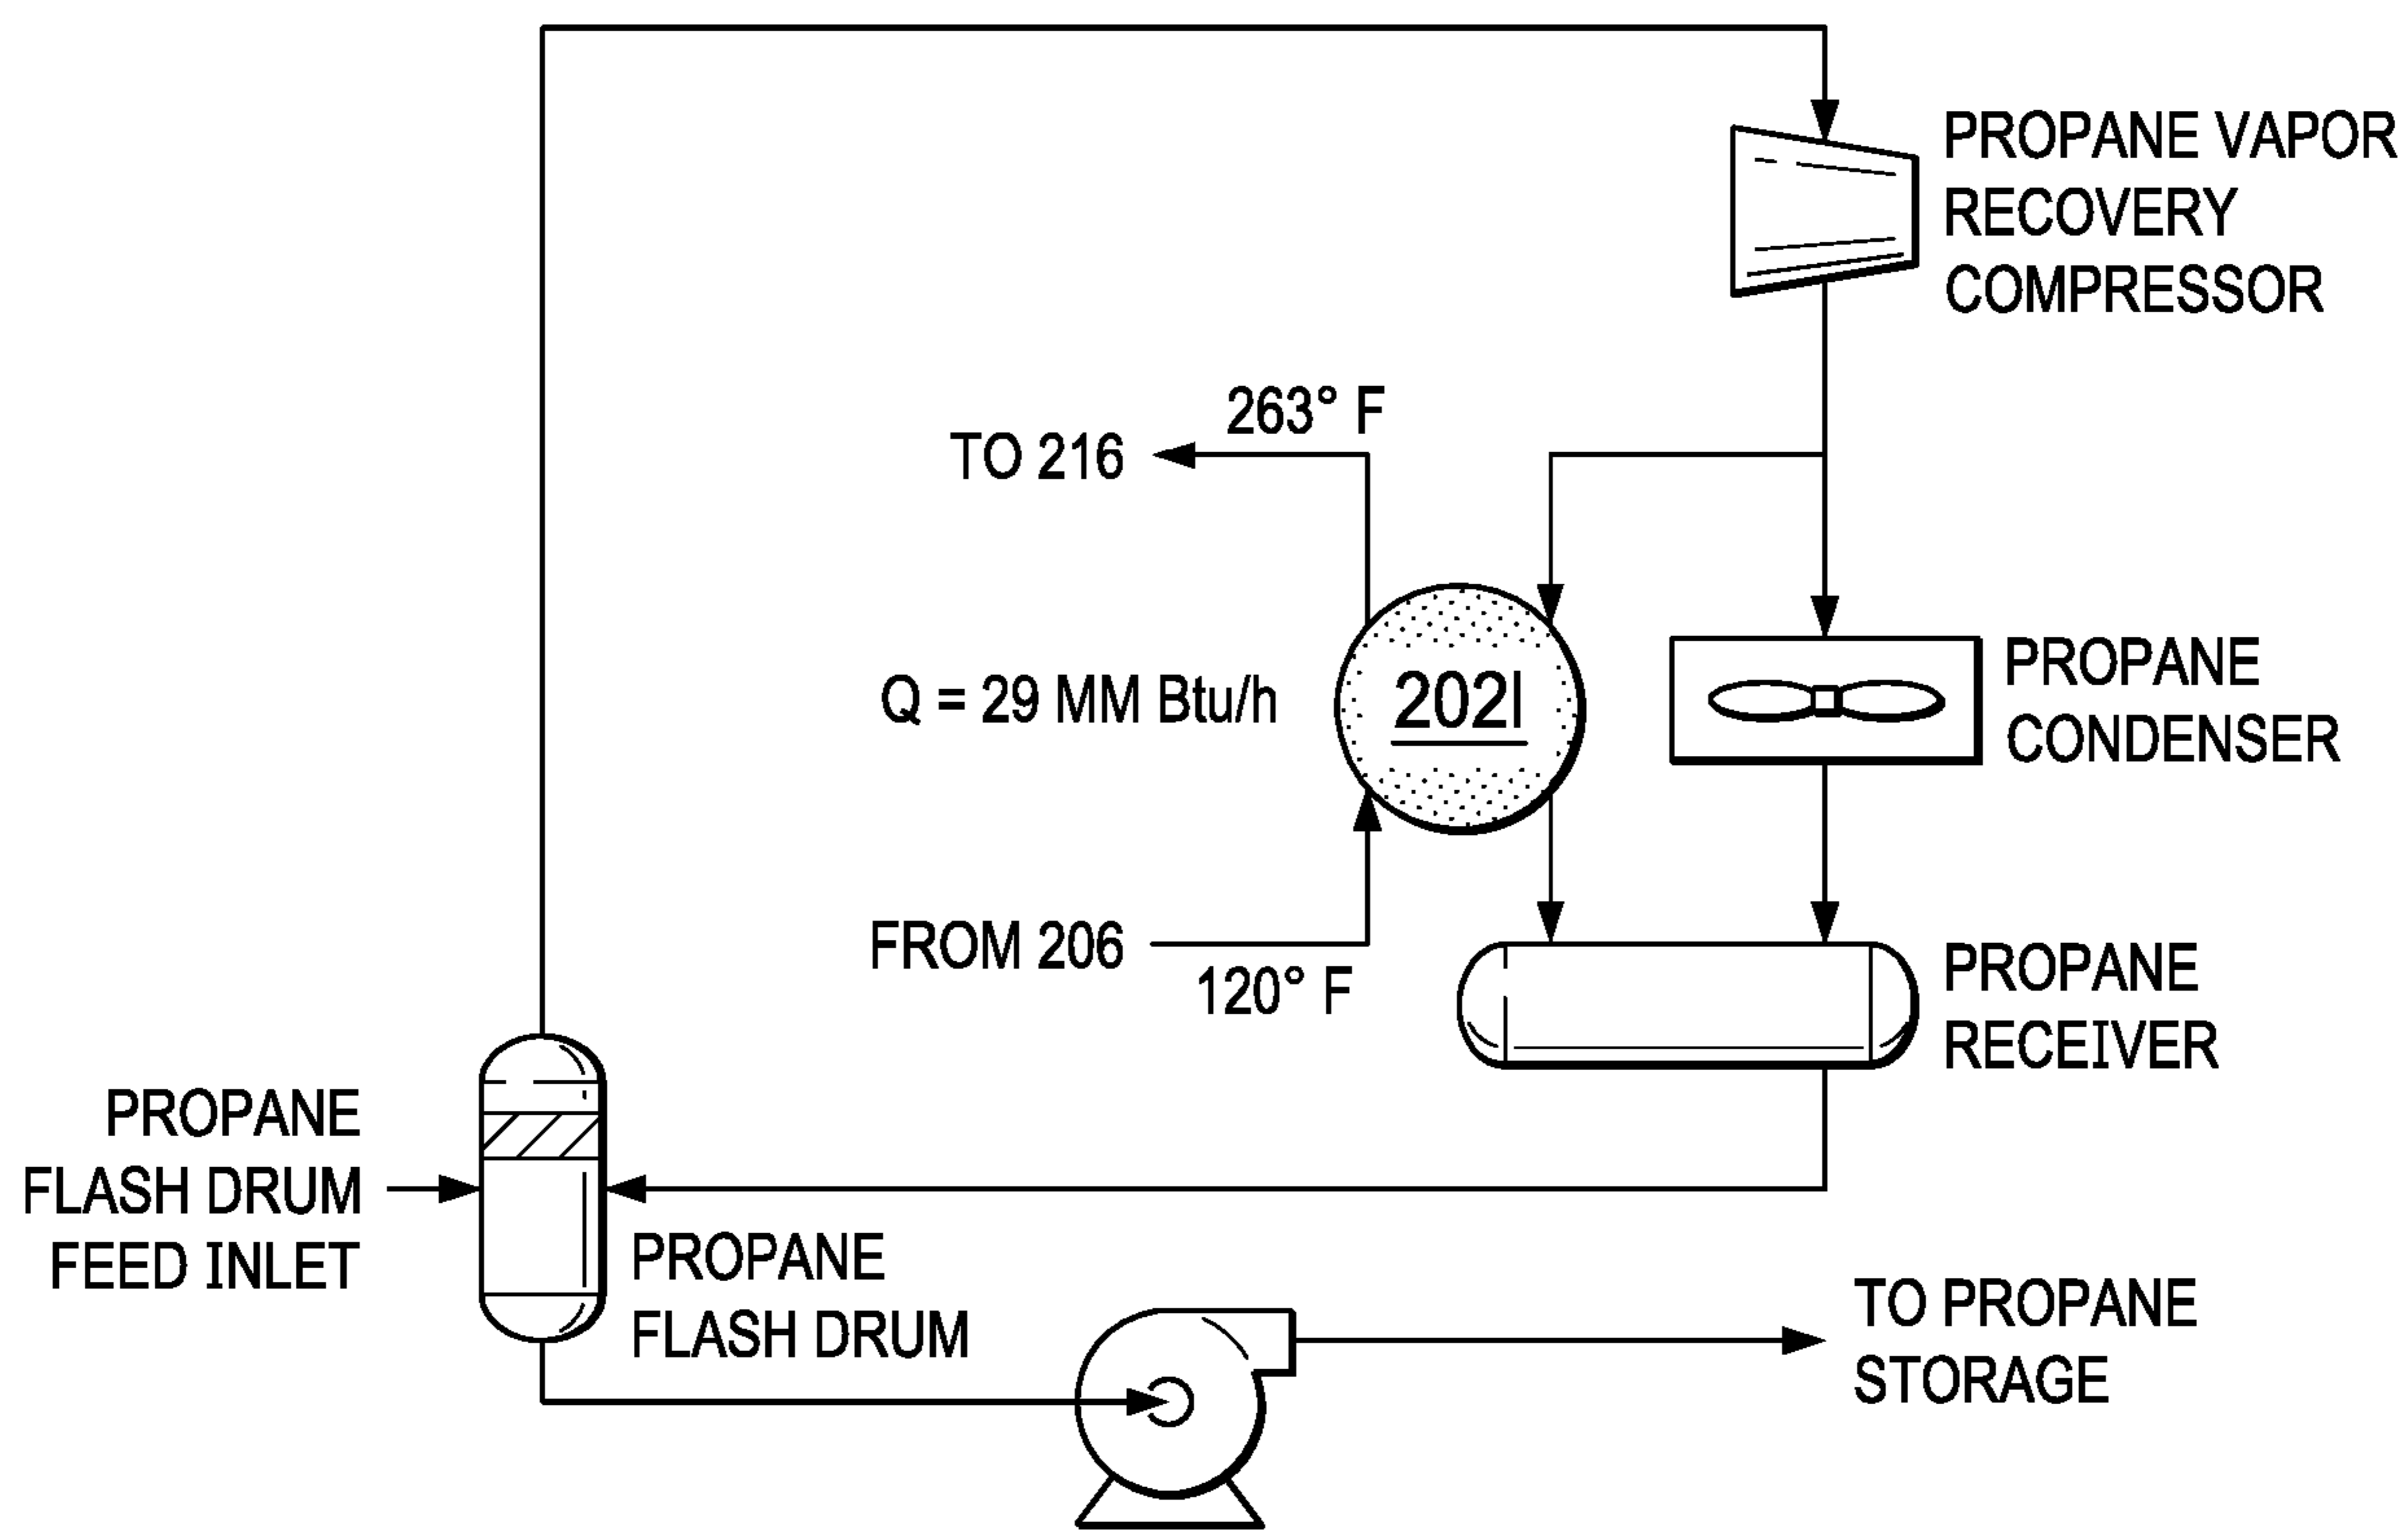 PROPANE VAPOR
RECOVERY
COMPRESSOR
263° F
TO 216
Q = 29 MM Btu/h
202I
PROPANE
CONDENSER
FROM 206
120° F
PROPANE
RECEIVER
PROPANE
FLASH DRUM
FEED INLET
PROPANE
FLASH DRUM
TO PROPANE
STORAGE